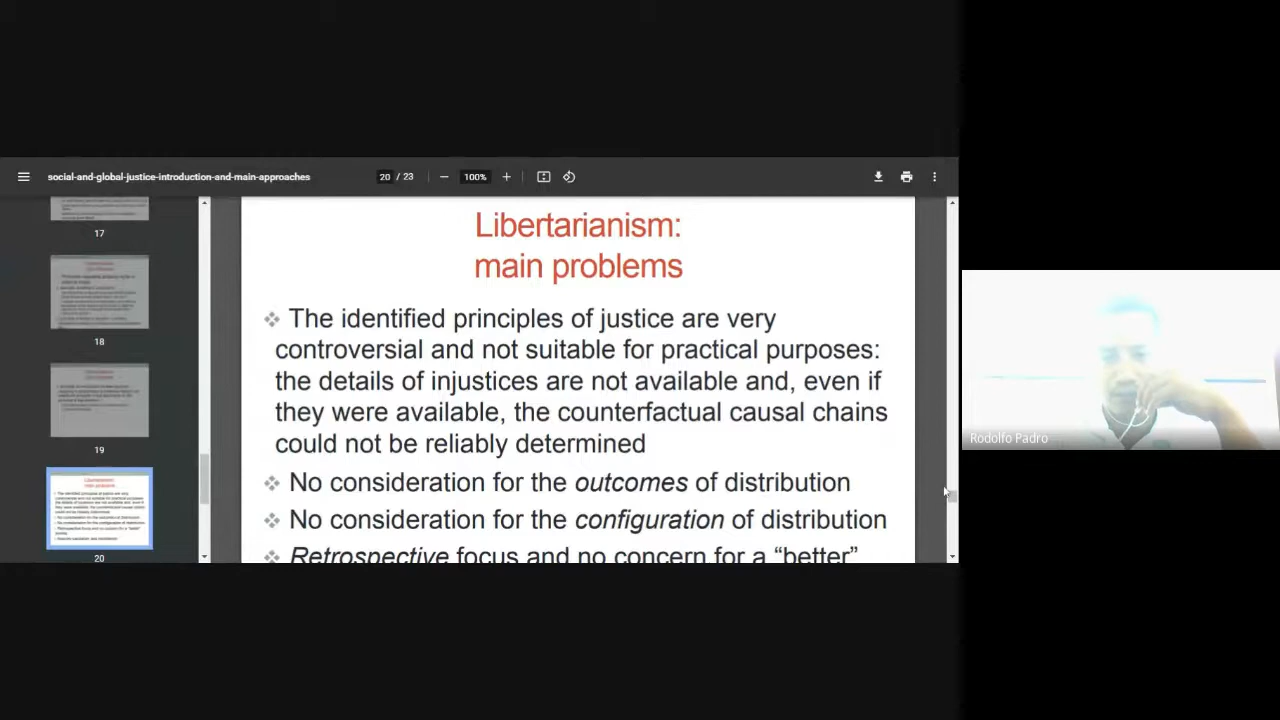 social-and-global-justice-introduction-and-main-approaches
20 / 23
100%
17
18
19
20
Libertarianism:
main problems
The identified principles of justice are very
controversial and not suitable for practical purposes:
the details of injustices are not available and, even if
they were available, the counterfactual causal chains
could not be reliably determined
No consideration for the outcomes of distribution
No consideration for the configuration of distribution
Retrospective focus and no concern for a “better”
Rodolfo Padro